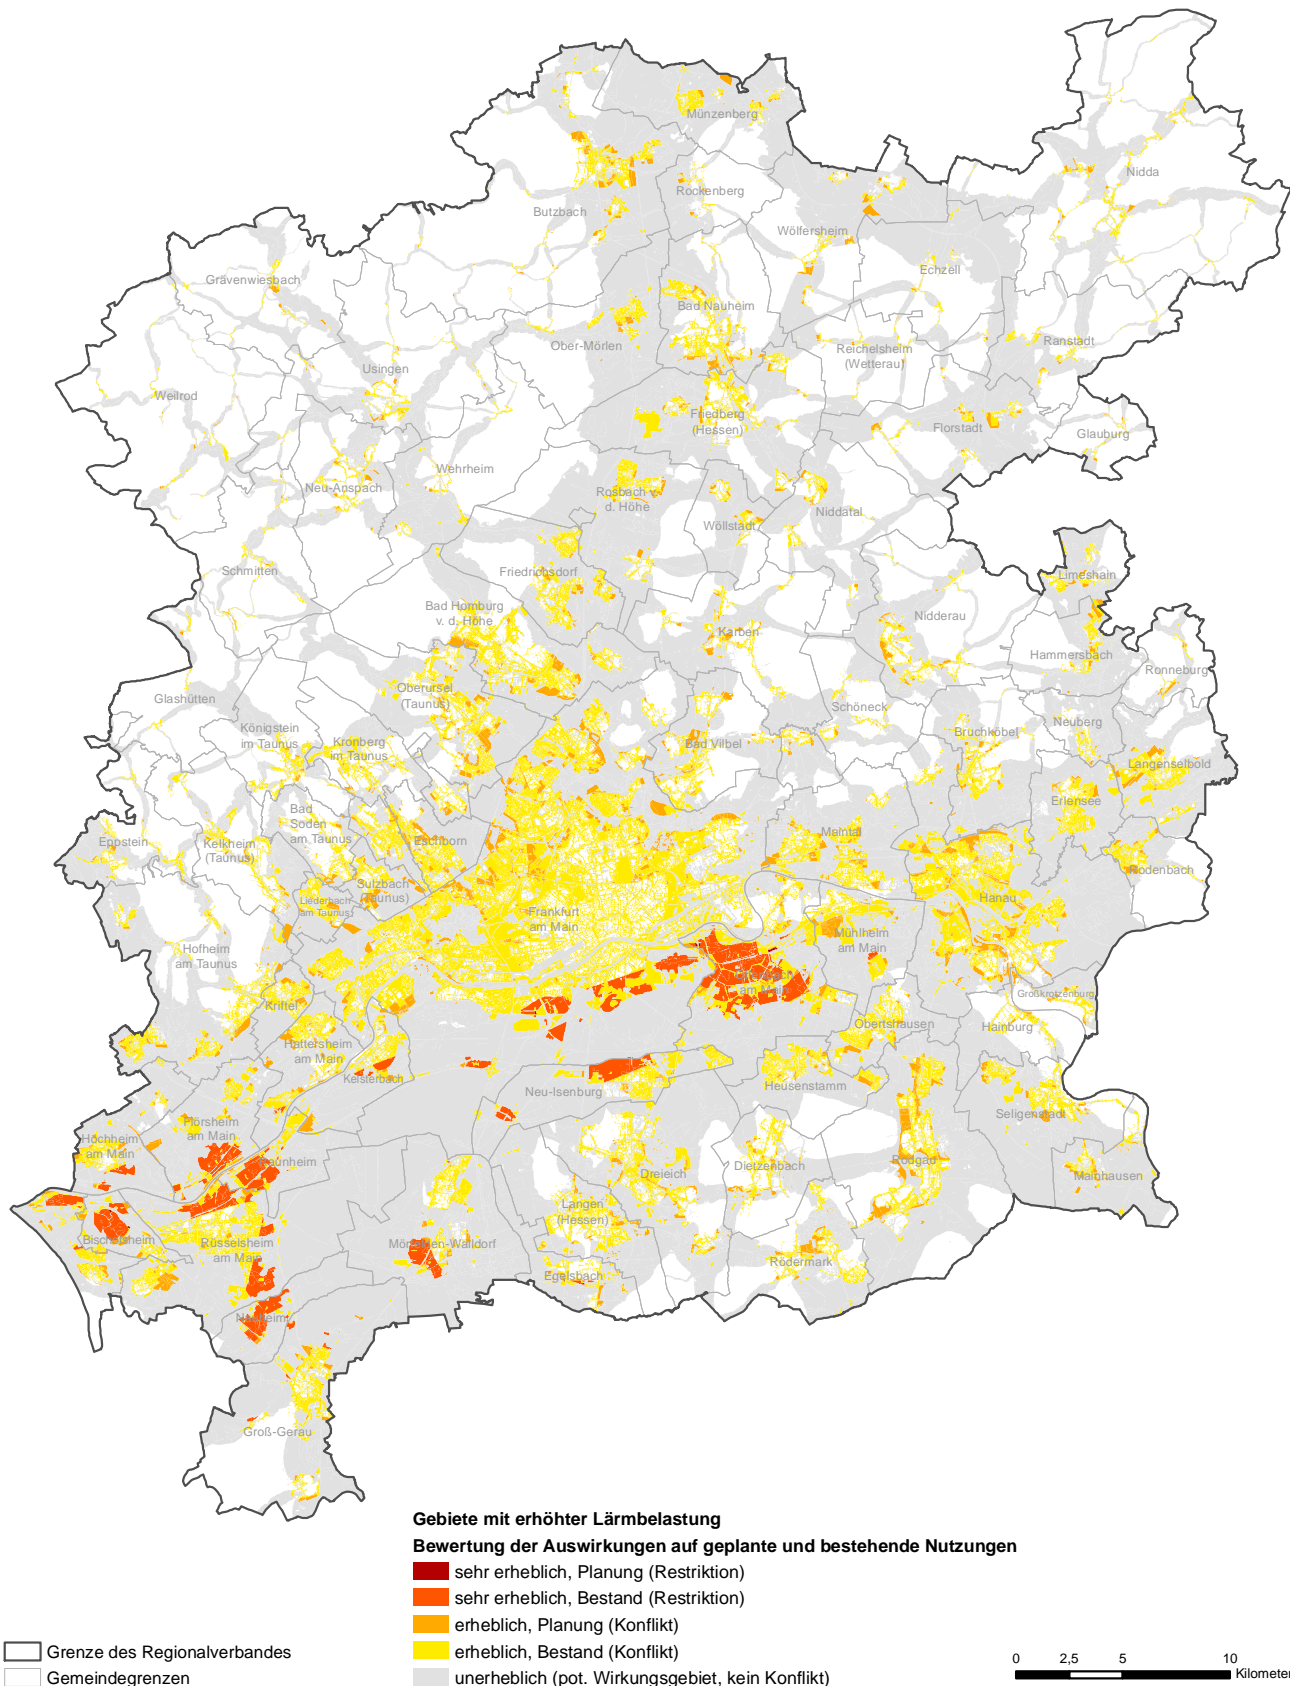 Münzenberg
Nidda
Rockenberg
Butzbach
Wölfersheim
Echzell
Grävenwiesbach
Bad Nauheim
Ober-Mörlen
Reichelsheim
(Wetterau)
Ranstadt
Usingen
Weilrod
Friedberg
(Hessen)
Florstadt
Glauburg
Wehrheim
Neu-Anspach
Rosbach v.
d. Höhe
Wöllstadt
Niddatal
Schmitten
Friedrichsdorf
Limeshain
Bad Homburg
v. d. Höhe
Nidderau
Karben
Hammersbach
Ronneburg
Glashütten
Oberursel
(Taunus)
Schöneck
Neuberg
Königstein
im Taunus
Kronberg
im Taunus
Bad Vilbel
Bruchköbel
Langenselbold
Erlensee
Bad
Soden
am Taunus
Eschborn
Maintal
Eppstein
Kelkheim
(Taunus)
Rodenbach
Sulzbach
(Taunus)
Liederbach
am Taunus
Hanau
Frankfurt
am Main
Mühlheim
am Main
Hofheim
am Taunus
Offenbach
am Main
Großkrotzenburg
Kriftel
Obertshausen
Hainburg
Hattersheim
am Main
Kelsterbach
Neu-Isenburg
Heusenstamm
Seligenstadt
Flörsheim
am Main
Hochheim
am Main
Raunheim
Dreieich
Dietzenbach
Rodgau
Mainhausen
Langen
(Hessen)
Bischofsheim
Rüsselsheim
am Main
Mörfelden-Walldorf
Egelsbach
Rödermark
Nauheim
Groß-Gerau
Gebiete mit erhöhter Lärmbelastung
Bewertung der Auswirkungen auf geplante und bestehende Nutzungen
sehr erheblich, Planung (Restriktion)
sehr erheblich, Bestand (Restriktion)
erheblich, Planung (Konflikt)
erheblich, Bestand (Konflikt)
unerheblich (pot. Wirkungsgebiet, kein Konflikt)
Grenze des Regionalverbandes
Gemeindegrenzen
0 2,5 5 10
Kilometer